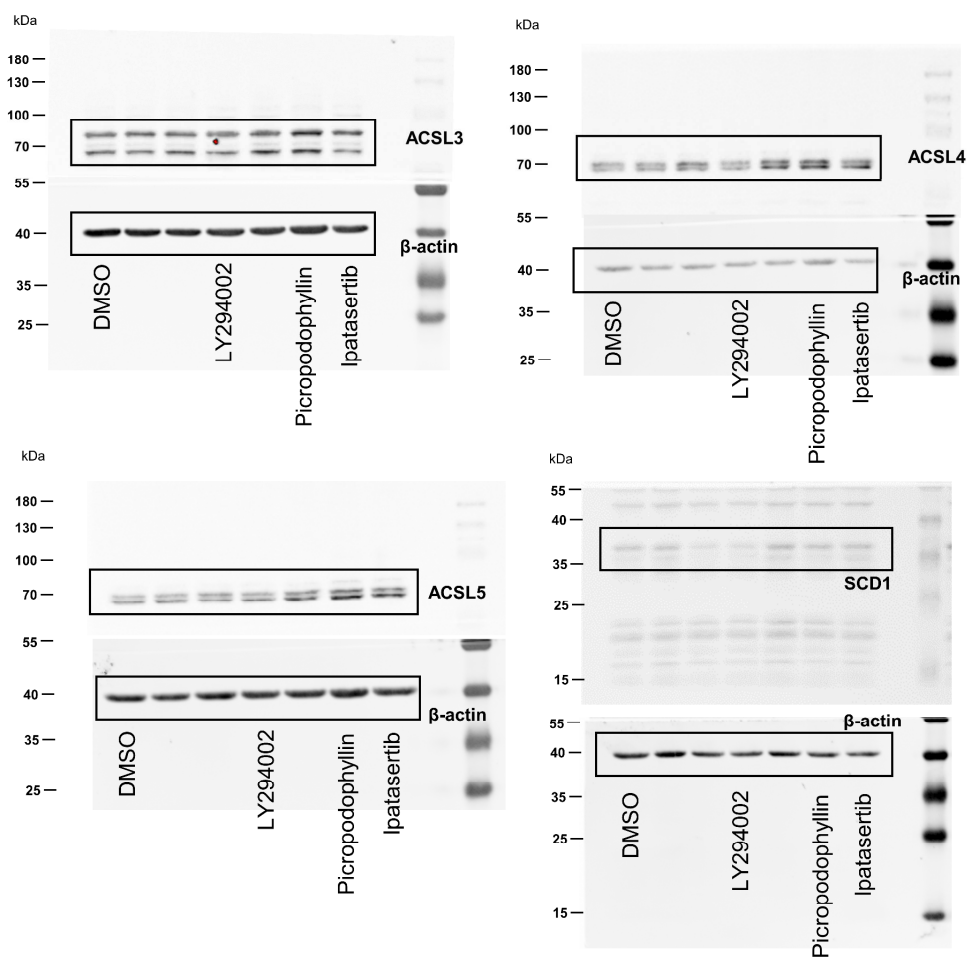 kDa
180
130
100
70
55
40
35
25
ACSL3
β-actin
DMSO
LY294002
Picropodophyllin
Ipatasertib
kDa
180
130
100
70
55
40
35
25
ACSL4
β-actin
DMSO
LY294002
Picropodophyllin
Ipatasertib
kDa
180
130
100
70
55
40
35
25
ACSL5
β-actin
DMSO
LY294002
Picropodophyllin
Ipatasertib
kDa
55
40
35
25
15
SCD1
β-actin
55
40
35
25
15
DMSO
LY294002
Picropodophyllin
Ipatasertib